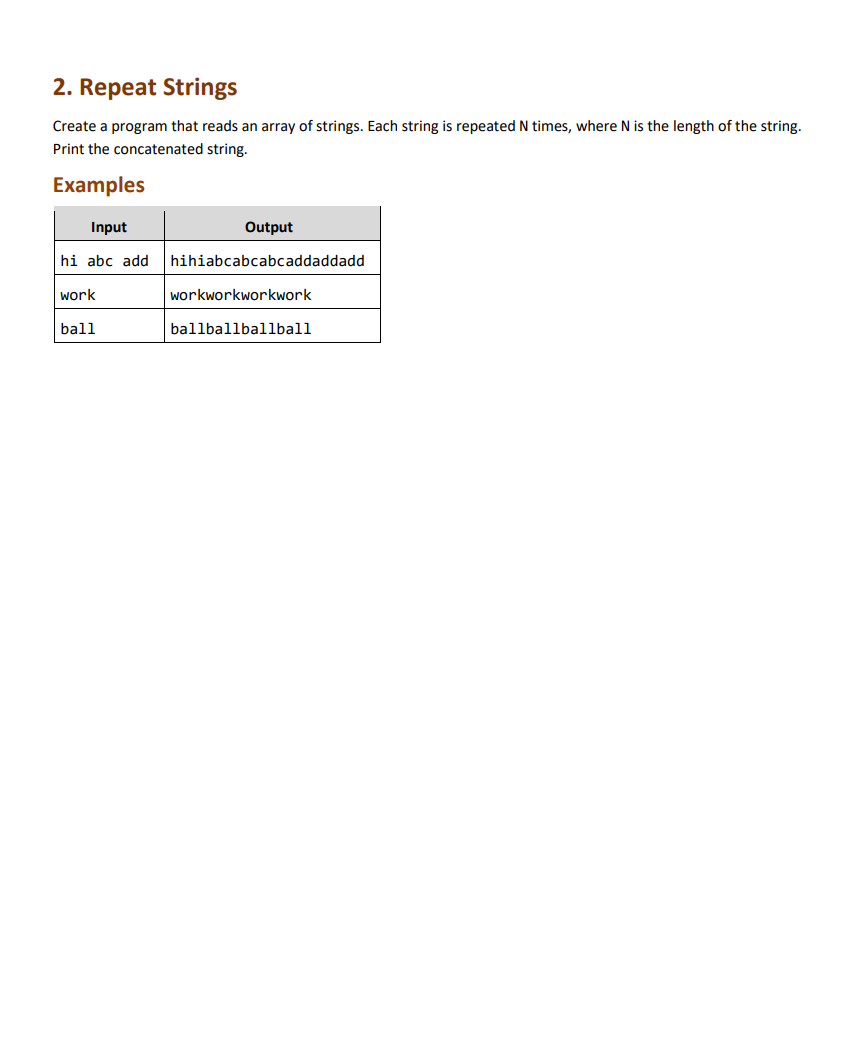 2. Repeat Strings
Create a program that reads an array of strings. Each string is repeated N times, where N is the length of the string.
Print the concatenated string.
Examples
Input Output
hi abc add hihiabcabcabcaddaddadd
work workworkworkwork
ball ballballballball